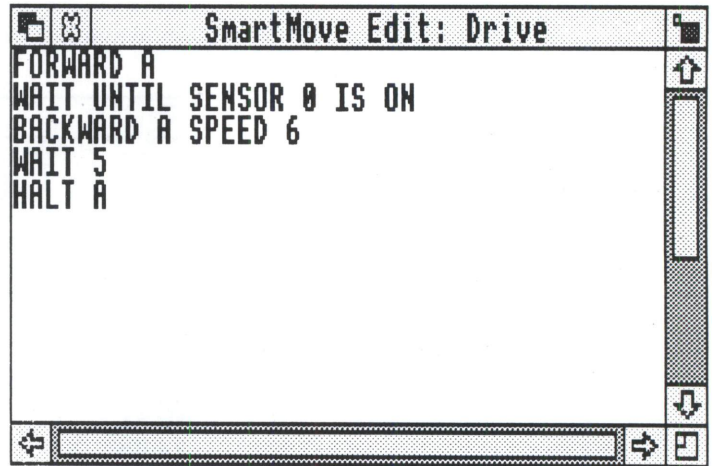 SmartMove Edit: Drive
FORWARD A
WAIT UNTIL SENSOR 0 IS ON
BACKWARD A SPEED 6
WAIT 5
HALT A